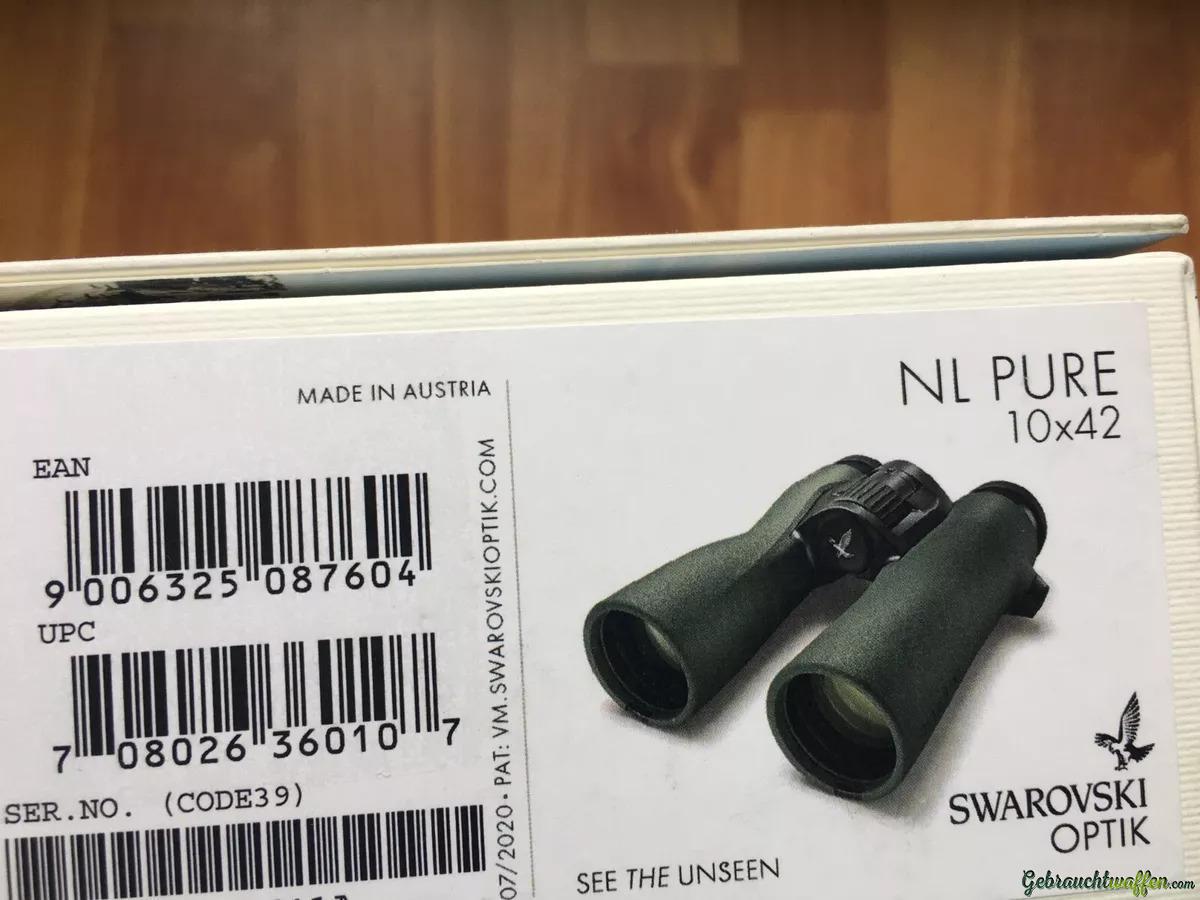 MADE IN AUSTRIA
EAN
9 006325 087604
UPC
7 08026 36010 7
SER.NO. (CODE39)
07/2020 • PAT: VM.SWAROVSKIOPTIK.COM
NL PURE
10x42
SWAROVSKI
OPTIK
SEE THE UNSEEN
Gebrauchtwaffen.com